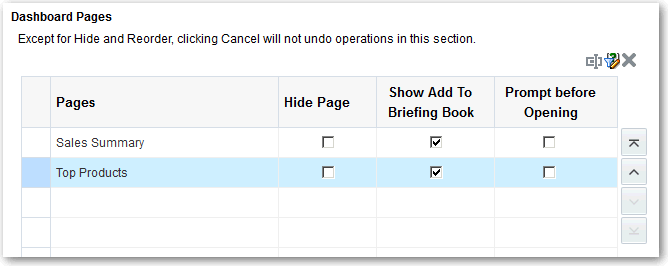 Dashboard Pages
Except for Hide and Reorder, clicking Cancel will not undo operations in this section.
Pages
Hide Page
Show Add To
Briefing Book
Prompt before
Opening
Sales Summary
Top Products